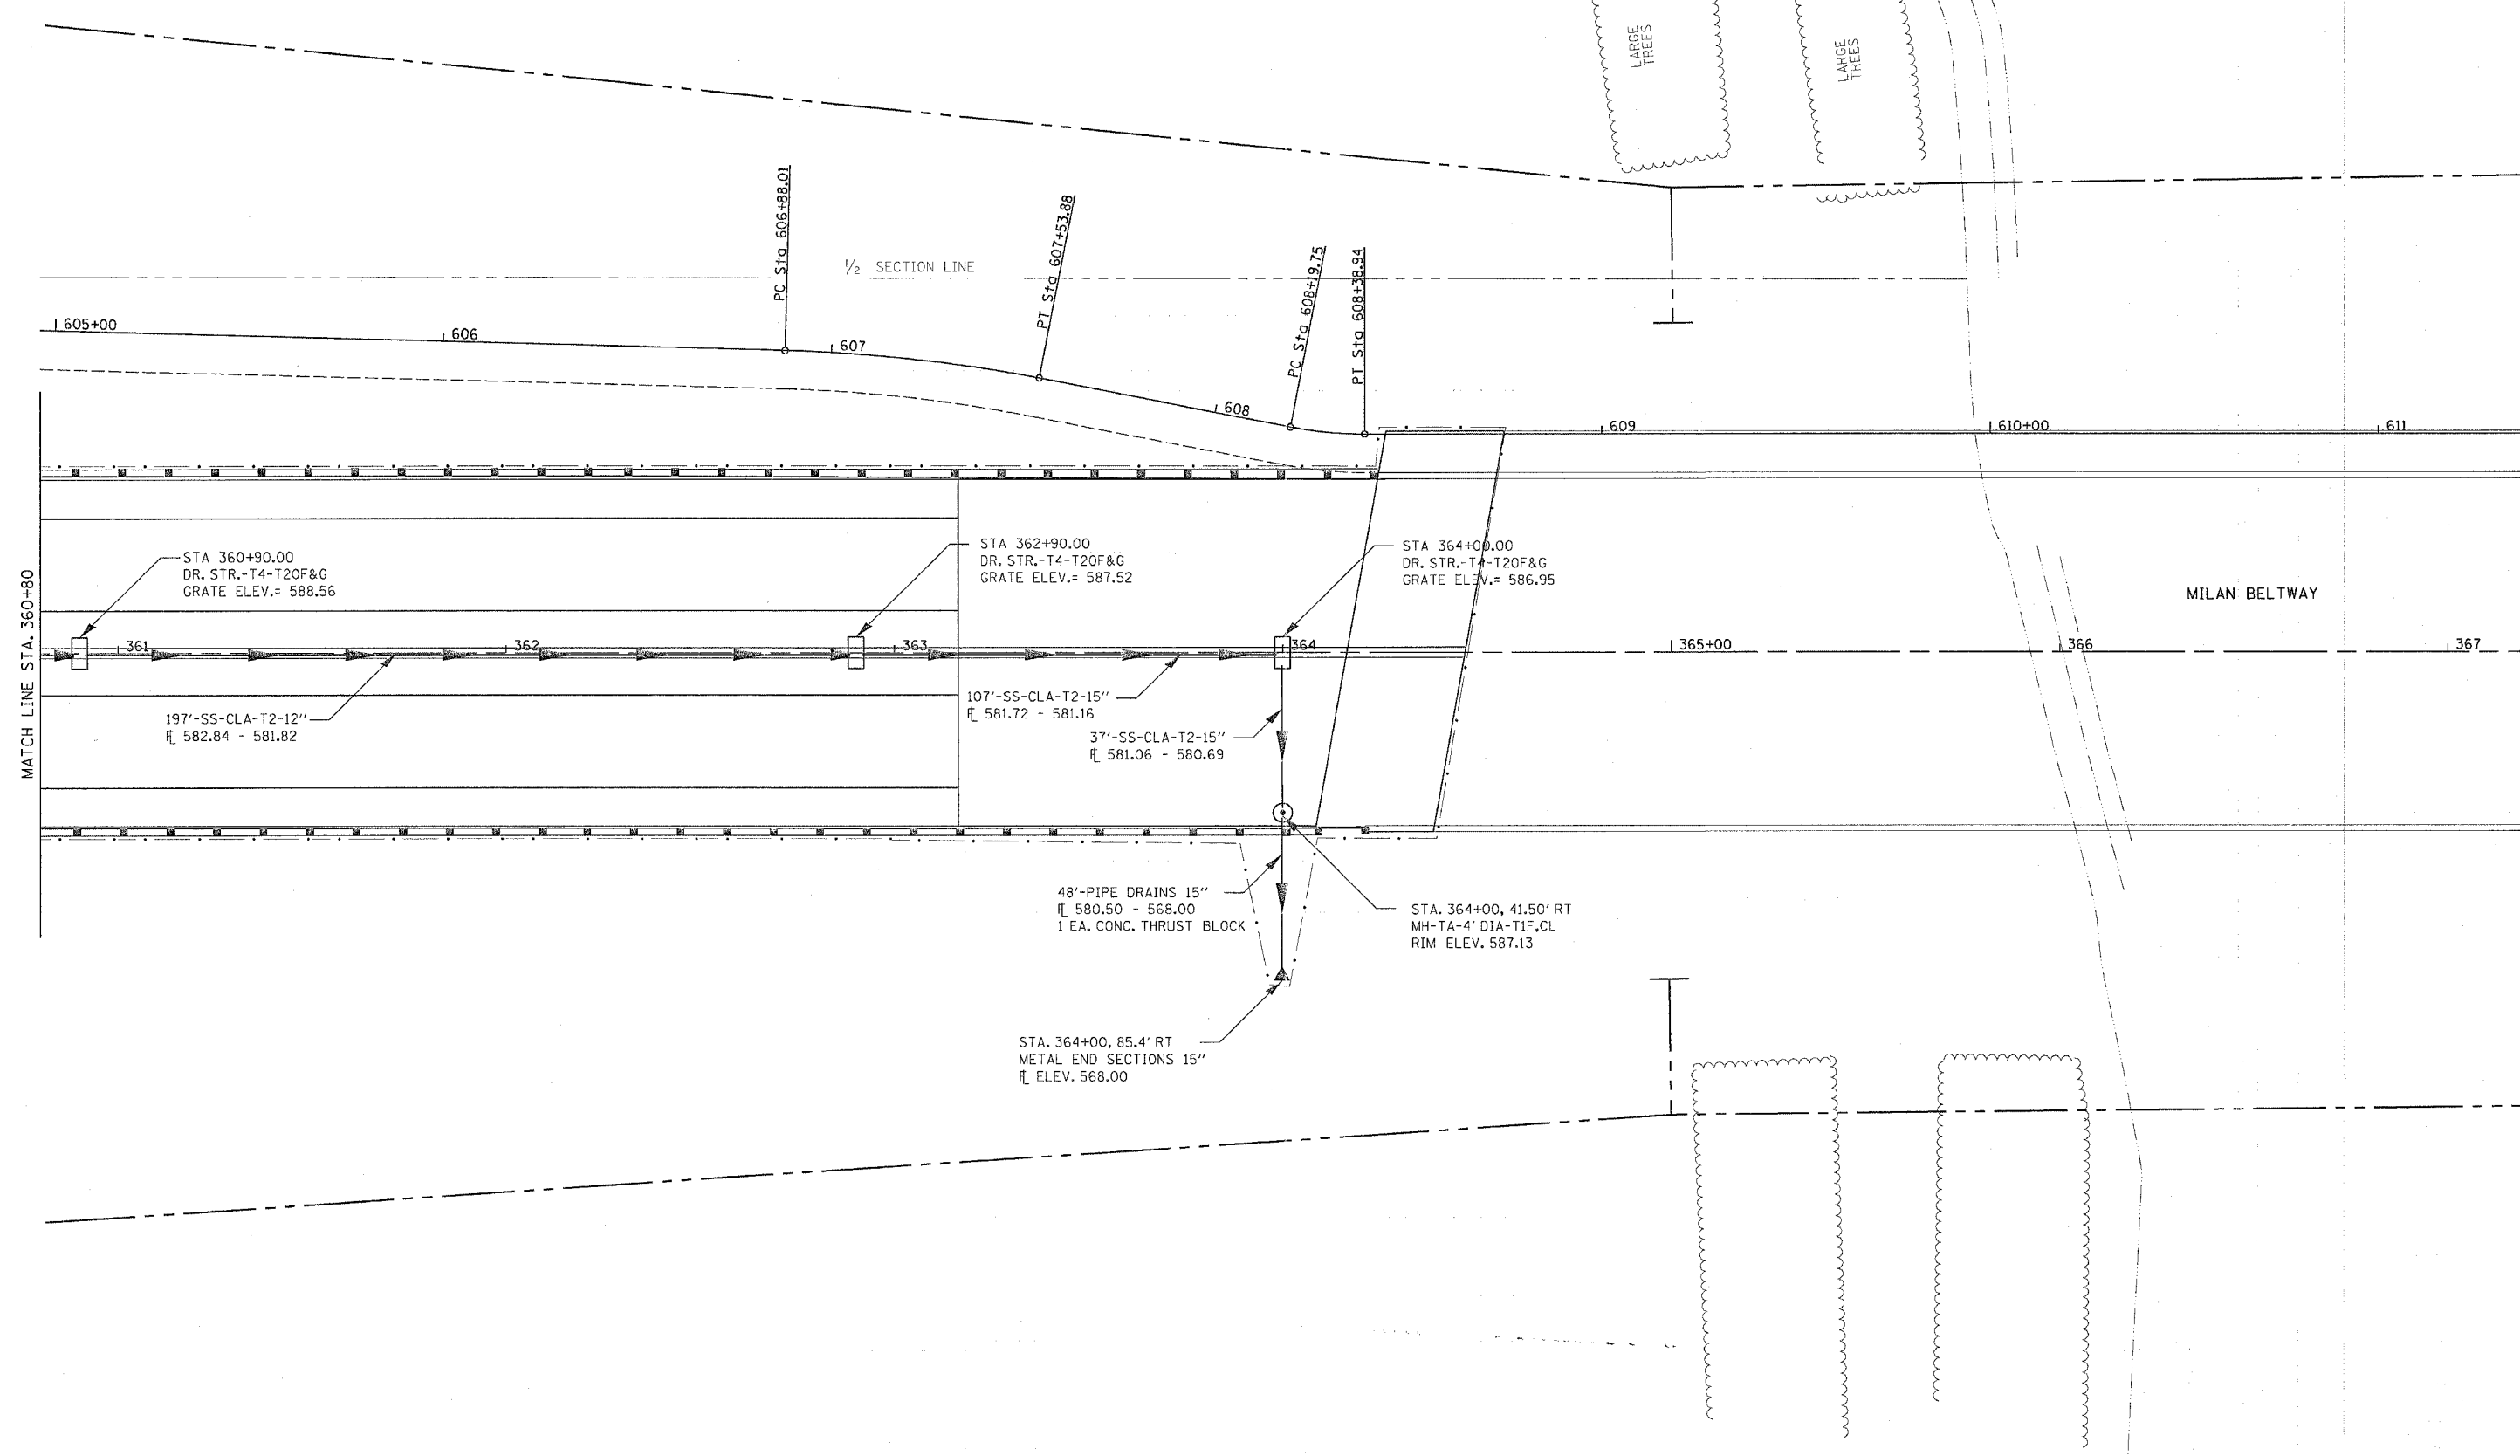 LARGE
TREES
LARGE
TREES
PC Sta 606+88.01
PT Sta 607+53.88
PC Sta 608+19.75
PT Sta 608+38.94
1/2 SECTION LINE
605+00
606
607
608
609
610+00
611
MATCH LINE STA. 360+80
STA 360+90.00
DR. STR.-T4-T20F&G
GRATE ELEV.= 588.56
STA 362+90.00
DR. STR.-T4-T20F&G
GRATE ELEV.= 587.52
STA 364+00.00
DR. STR.-T4-T20F&G
GRATE ELEV.= 586.95
MILAN BELTWAY
361
362
363
364
365+00
366
367
197'-SS-CLA-T2-12"
FL 582.84 - 581.82
107'-SS-CLA-T2-15"
FL 581.72 - 581.16
37'-SS-CLA-T2-15"
FL 581.06 - 580.69
48'-PIPE DRAINS 15"
FL 580.50 - 568.00
1 EA. CONC. THRUST BLOCK
STA. 364+00, 41.50' RT
MH-TA-4' DIA-T1F,CL
RIM ELEV. 587.13
STA. 364+00, 85.4' RT
METAL END SECTIONS 15"
FL ELEV. 568.00